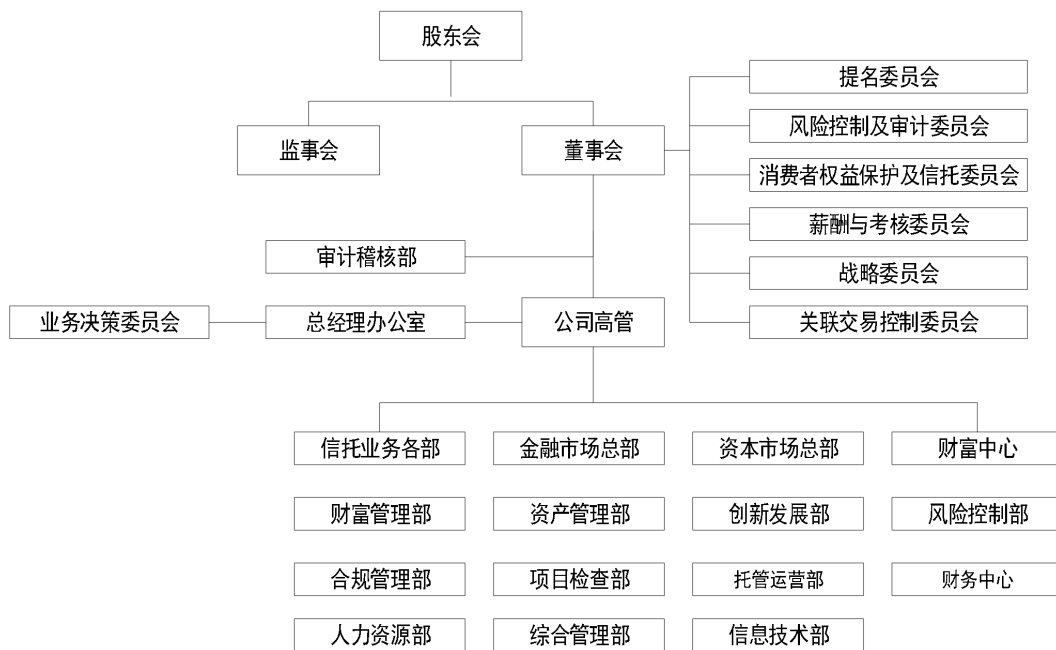 股东会
监事会
董事会
提名委员会
风险控制及审计委员会
消费者权益保护及信托委员会
薪酬与考核委员会
战略委员会
关联交易控制委员会
审计稽核部
业务决策委员会
总经理办公室
公司高管
信托业务各部
金融市场总部
资本市场总部
财富中心
财富管理部
资产管理部
创新发展部
风险控制部
合规管理部
项目检查部
托管运营部
财务中心
人力资源部
综合管理部
信息技术部